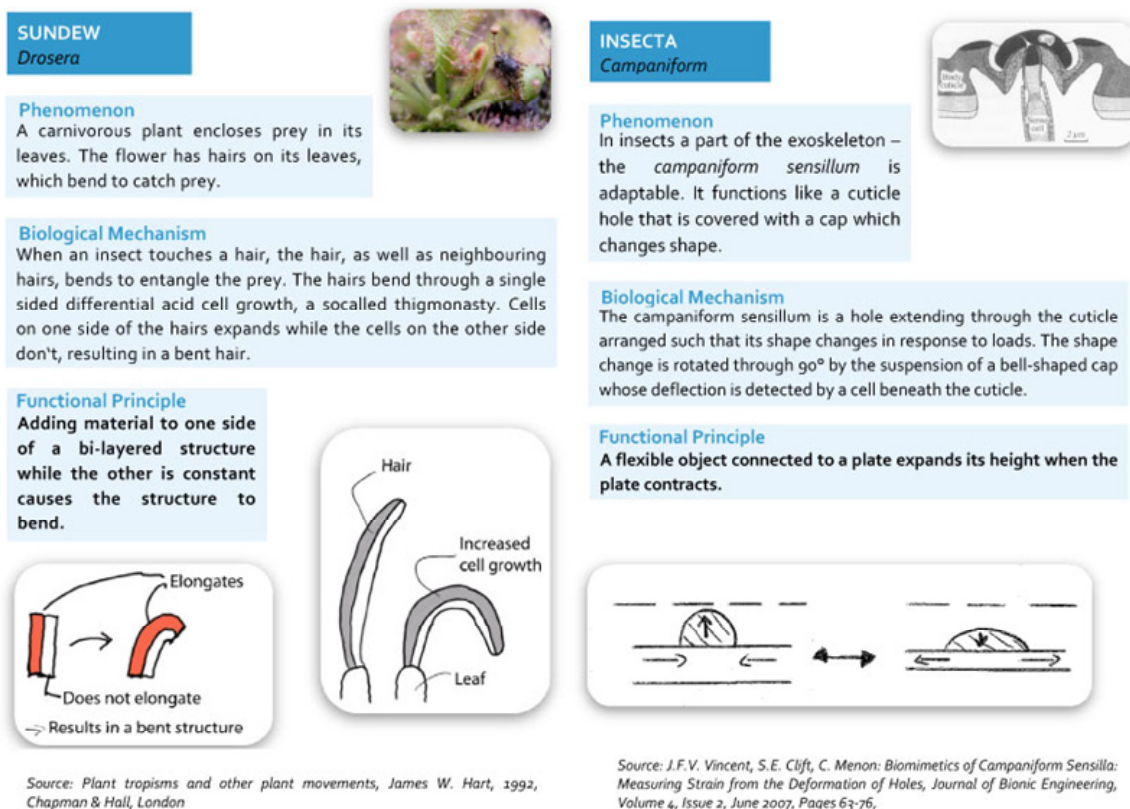 SUNDEW
Drosera
Phenomenon
A carnivorous plant encloses prey in its
leaves. The flower has hairs on its leaves,
which bend to catch prey.
Biological Mechanism
When an insect touches a hair, the hair, as well as neighbouring
hairs, bends to entangle the prey. The hairs bend through a single
sided differential acid cell growth, a socalled thigmonasty. Cells
on one side of the hairs expands while the cells on the other side
don't, resulting in a bent hair.
Functional Principle
Adding material to one side
of a bi-layered structure
while the other is constant
causes the structure to
bend.
Hair
Increased
cell growth
Leaf
Elongates
Does not elongate
Results in a bent structure
Source: Plant tropisms and other plant movements, James W. Hart, 1992,
Chapman & Hall, London
INSECTA
Campaniform
Body
cuticle
Sense
cell
2 µm
Phenomenon
In insects a part of the exoskeleton –
the campaniform sensillum is
adaptable. It functions like a cuticle
hole that is covered with a cap which
changes shape.
Biological Mechanism
The campaniform sensillum is a hole extending through the cuticle
arranged such that its shape changes in response to loads. The shape
change is rotated through 90° by the suspension of a bell-shaped cap
whose deflection is detected by a cell beneath the cuticle.
Functional Principle
A flexible object connected to a plate expands its height when the
plate contracts.
Source: J.F.V. Vincent, S.E. Clift, C. Menon: Biomimetics of Campaniform Sensilla:
Measuring Strain from the Deformation of Holes, Journal of Bionic Engineering,
Volume 4, Issue 2, June 2007, Pages 63-76,